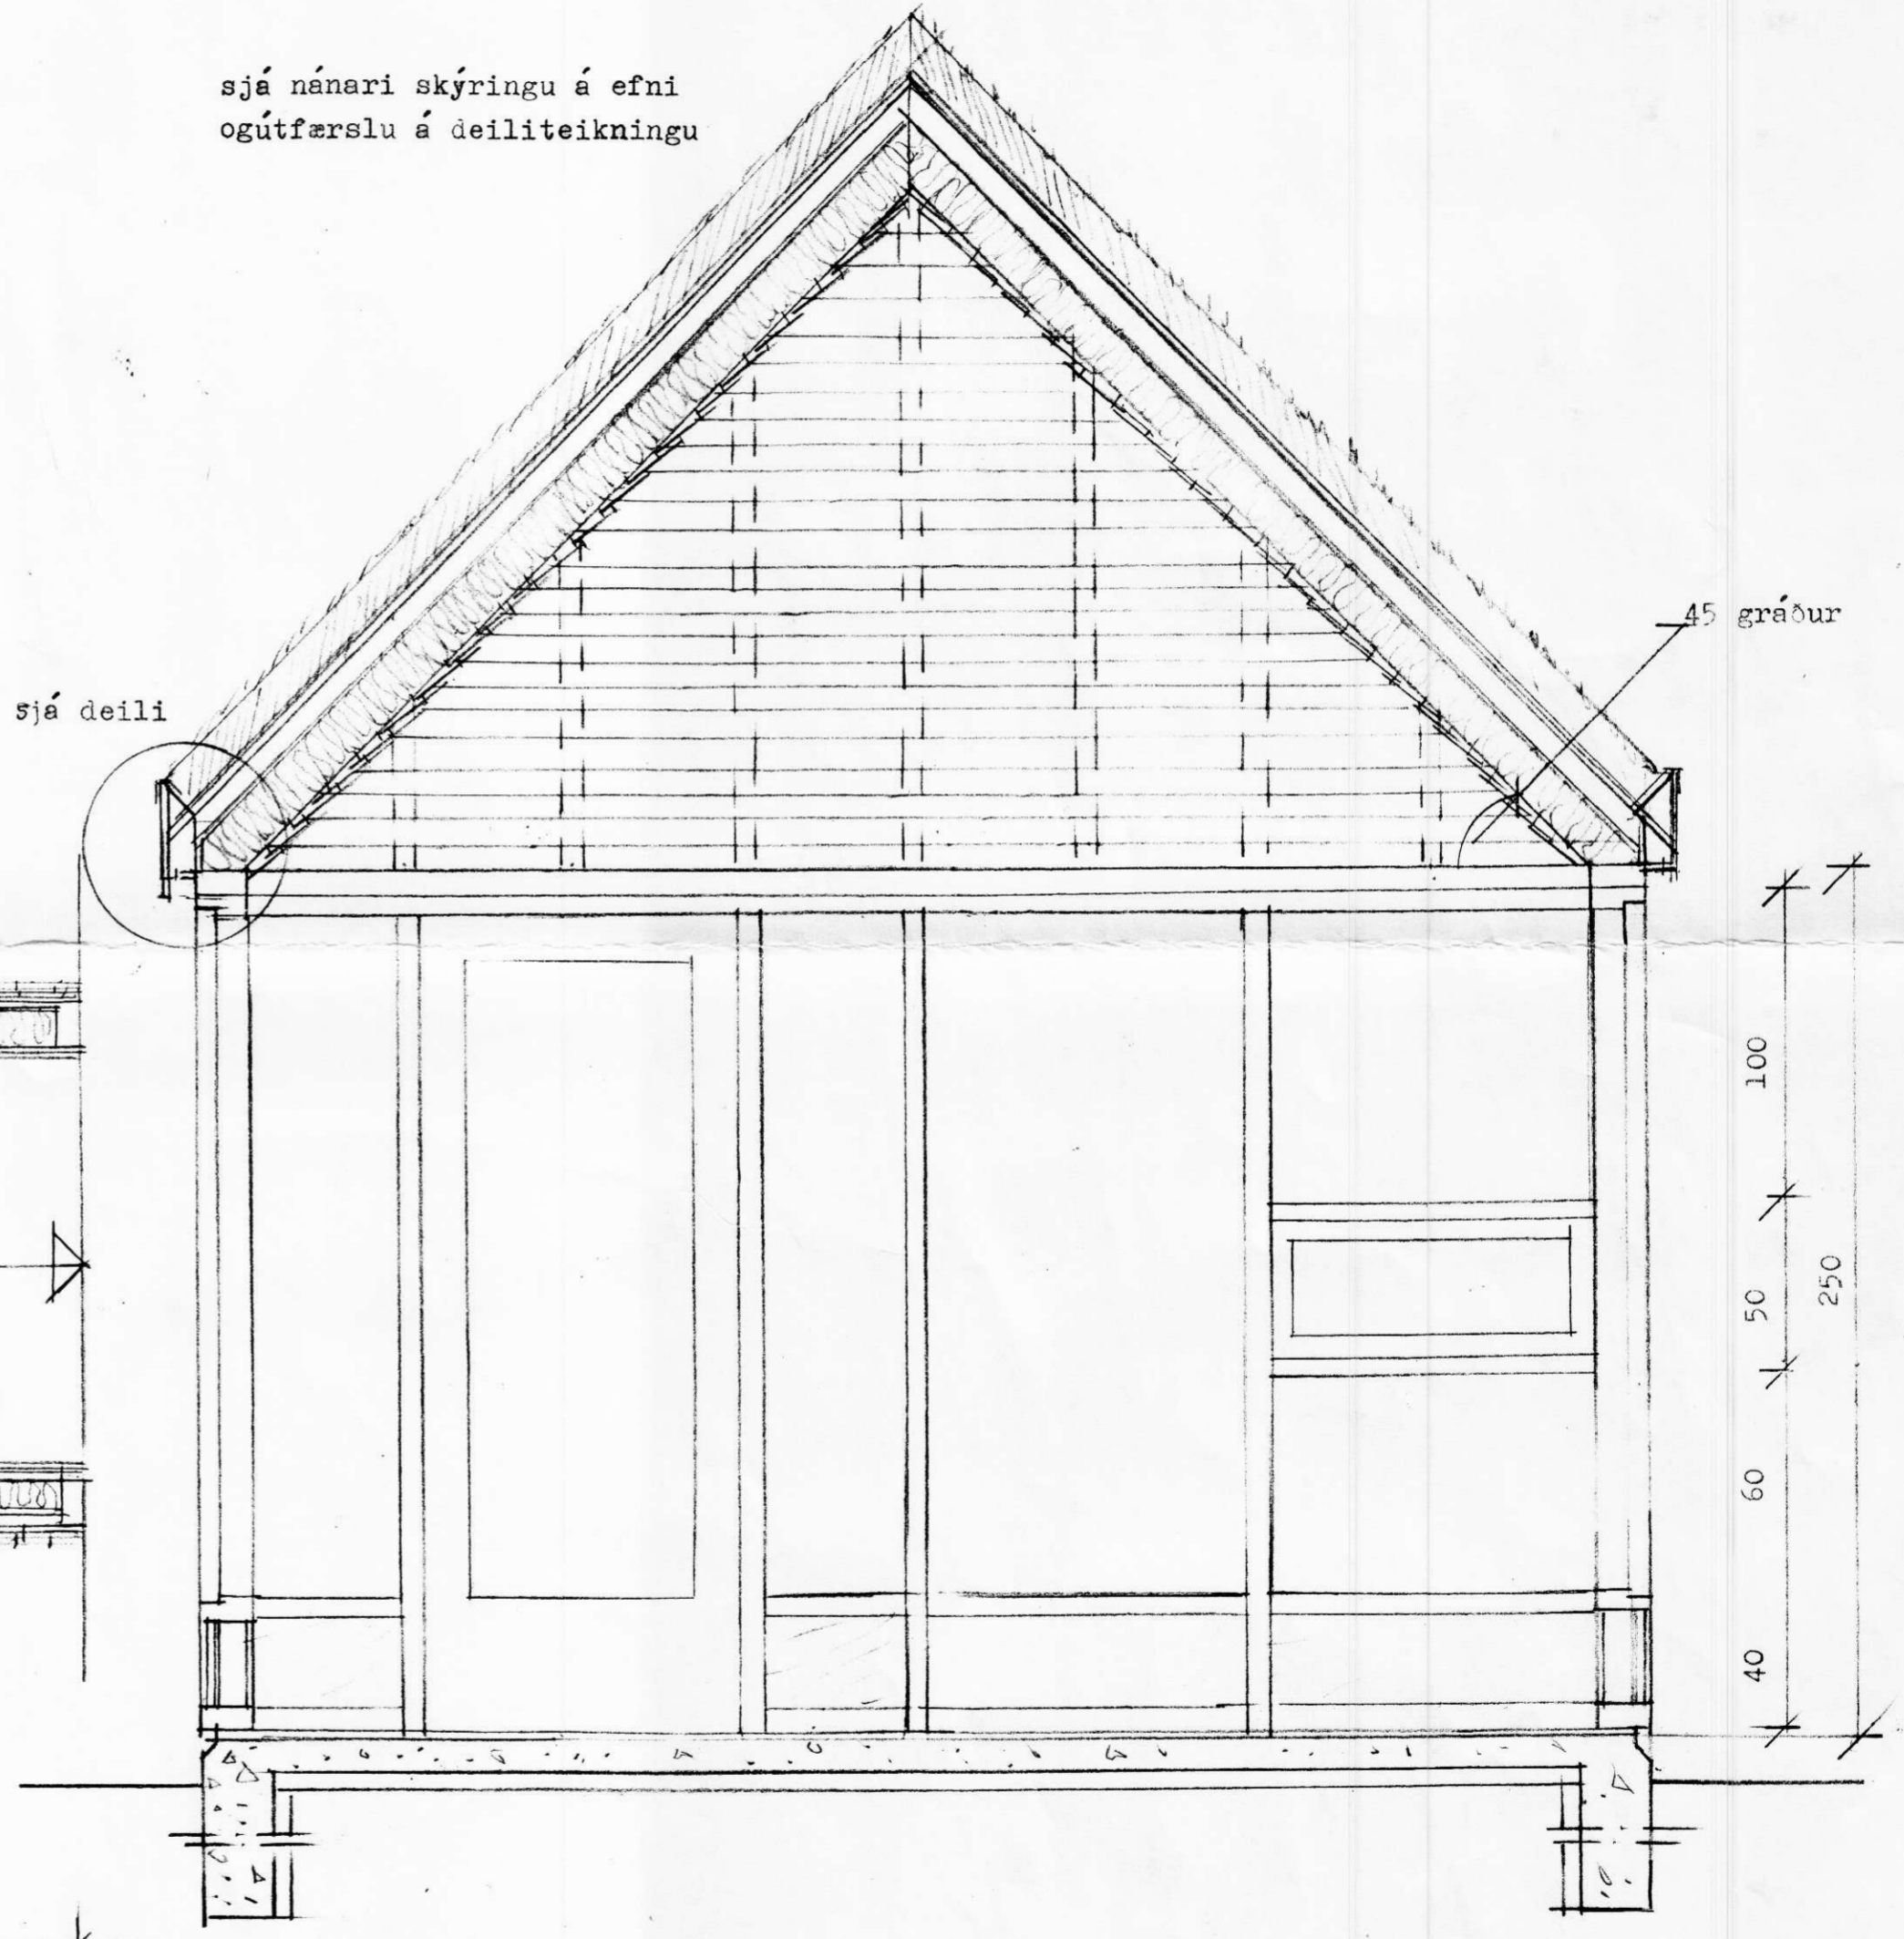 sjá nánari skýringu á efni
ogútfærslu á deiliteikningu
45 gráður
sjá deili
100
50
250
60
40